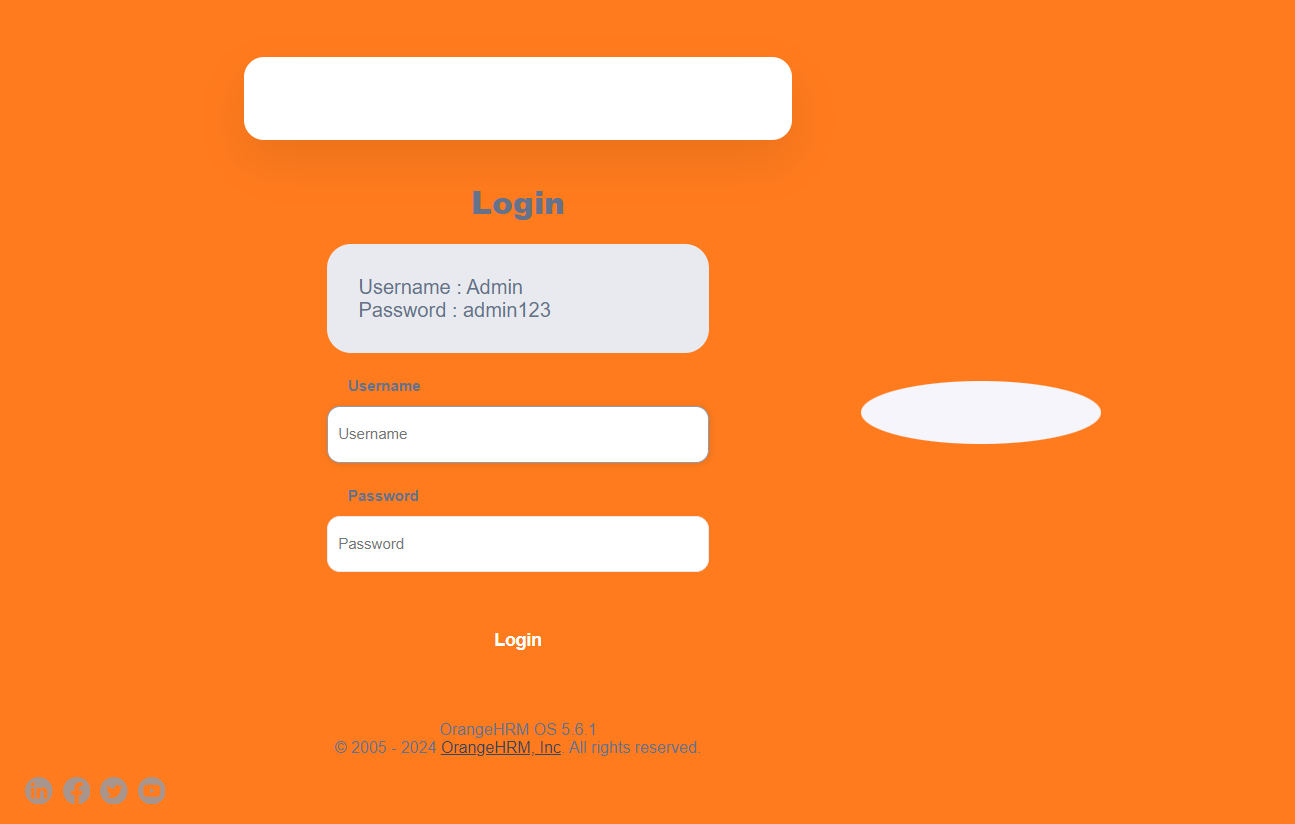 Login
Username : Admin
Password : admin123
Username
Username
Password
Password
Login
OrangeHRM OS 5.6.1
© 2005 - 2024 OrangeHRM, Inc. All rights reserved.